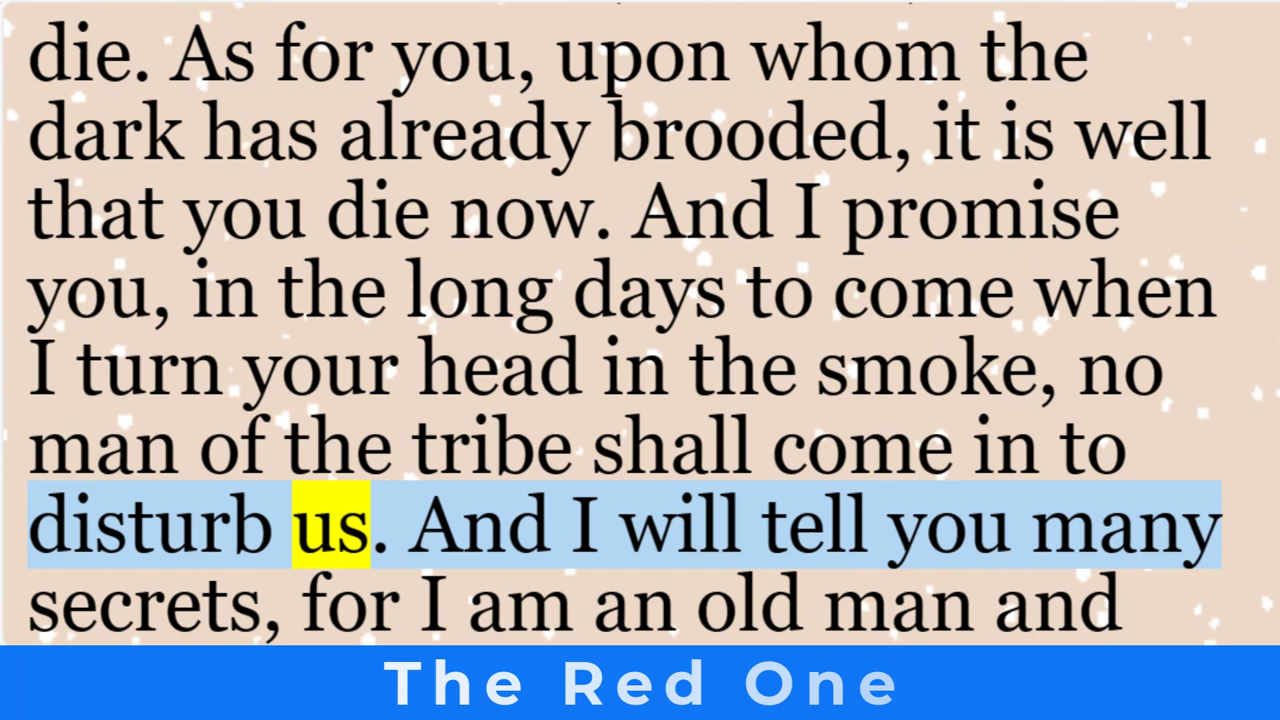 die. As for you, upon whom the
dark has already brooded, it is well
that you die now. And I promise
you, in the long days to come when
I turn your head in the smoke, no
man of the tribe shall come in to
disturb us. And I will tell you many
secrets, for I am an old man and
The Red One